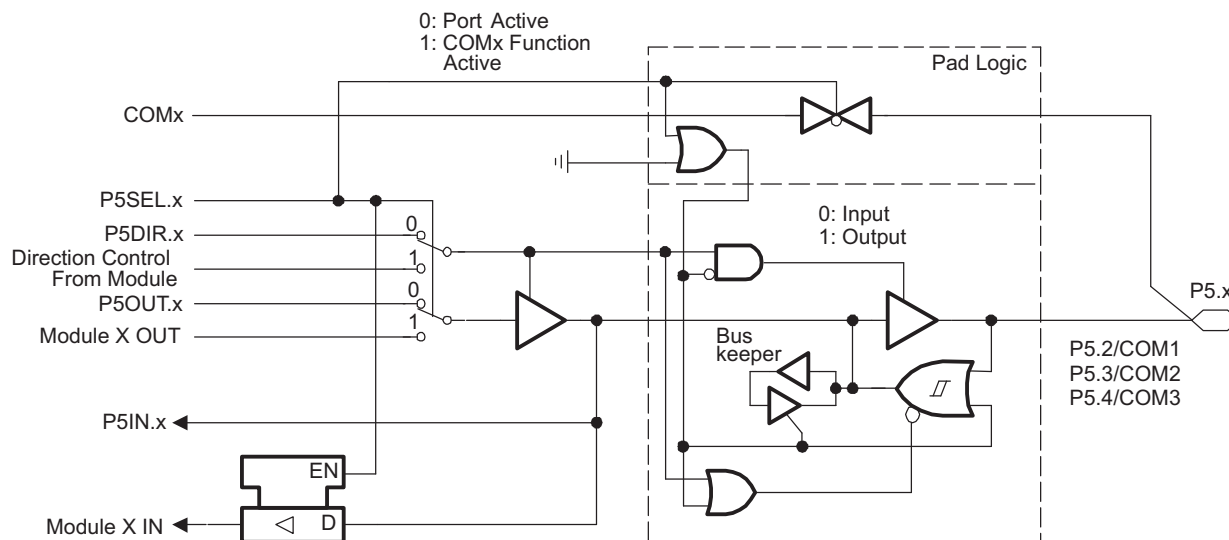 0: Port Active
1: COMx Function
Active
Pad Logic
COMx
P5SEL.x
P5DIR.x
0
Direction Control
From Module
1
P5OUT.x
0
Module X OUT
1
0: Input
1: Output
P5.x
Bus
keeper
P5.2/COM1
P5.3/COM2
P5.4/COM3
P5IN.x
EN
Module X IN
D